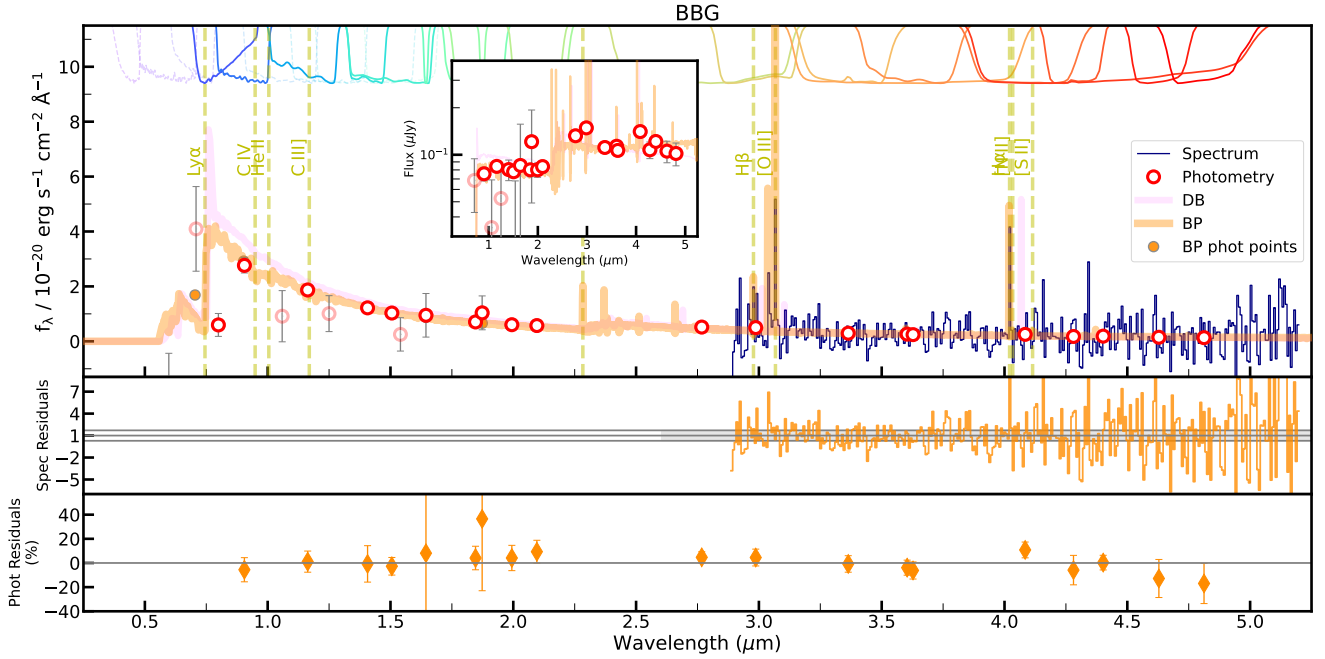 BBG
f_λ / 10⁻²⁰ erg s⁻¹ cm⁻² Å⁻¹
10
8
6
4
2
0
Lyα
C IV
He II
C III]
Hβ
[O III]
Hα
[S II]
Flux (μJy)
10⁻¹
1 2 3 4 5
Wavelength (μm)
Spectrum
Photometry
DB
BP
BP phot points
Spec Residuals
7
4
1
−2
−5
Phot Residuals
(%)
40
20
0
−20
−40
0.5 1.0 1.5 2.0 2.5 3.0 3.5 4.0 4.5 5.0
Wavelength (μm)